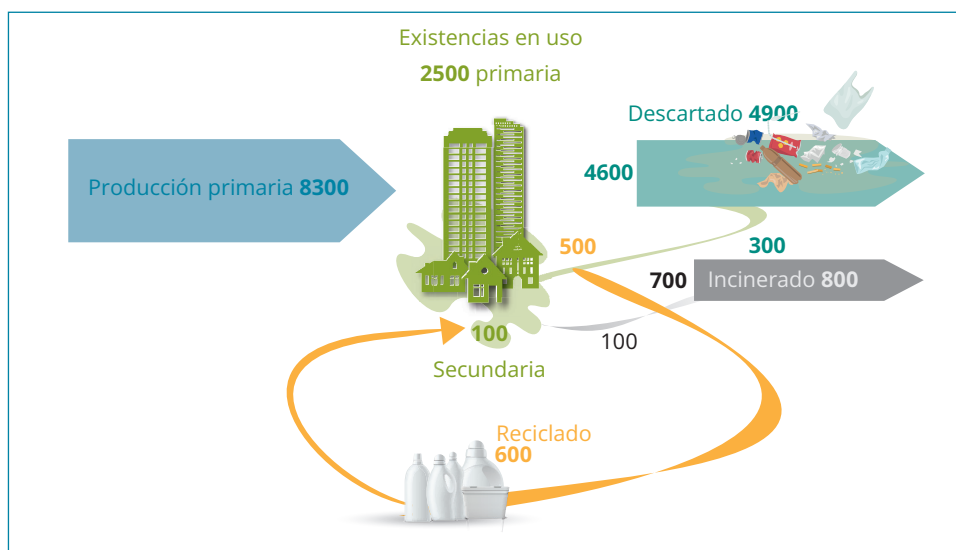 Existencias en uso
2500 primaria
Descartado 4900
Producción primaria 8300
4600
500
300
700
Incinerado 800
100
100
Secundaria
Reciclado
600